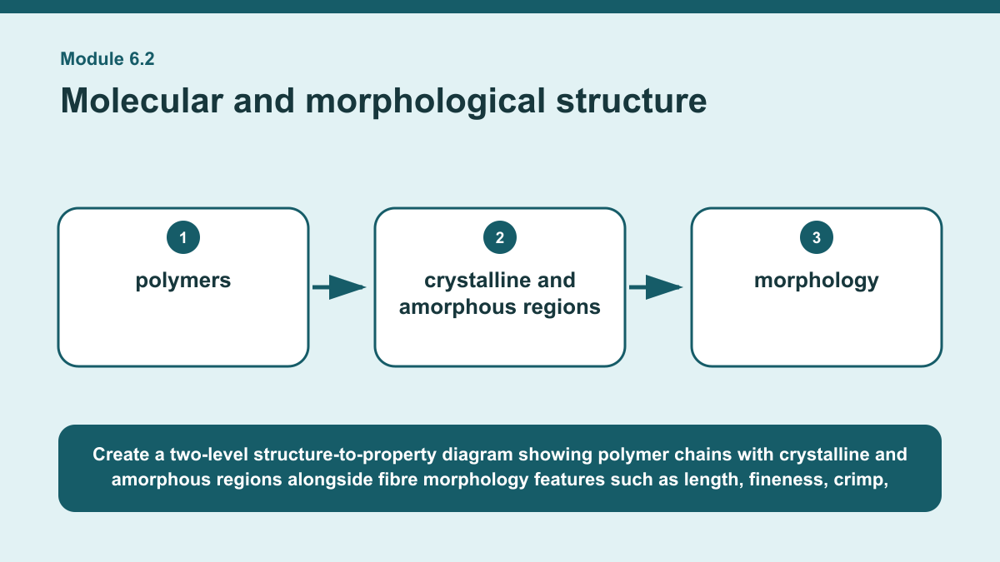 Module 6.2
Molecular and morphological structure
1
polymers
2
crystalline and
amorphous regions
3
morphology
Create a two-level structure-to-property diagram showing polymer chains with crystalline and
amorphous regions alongside fibre morphology features such as length, fineness, crimp,